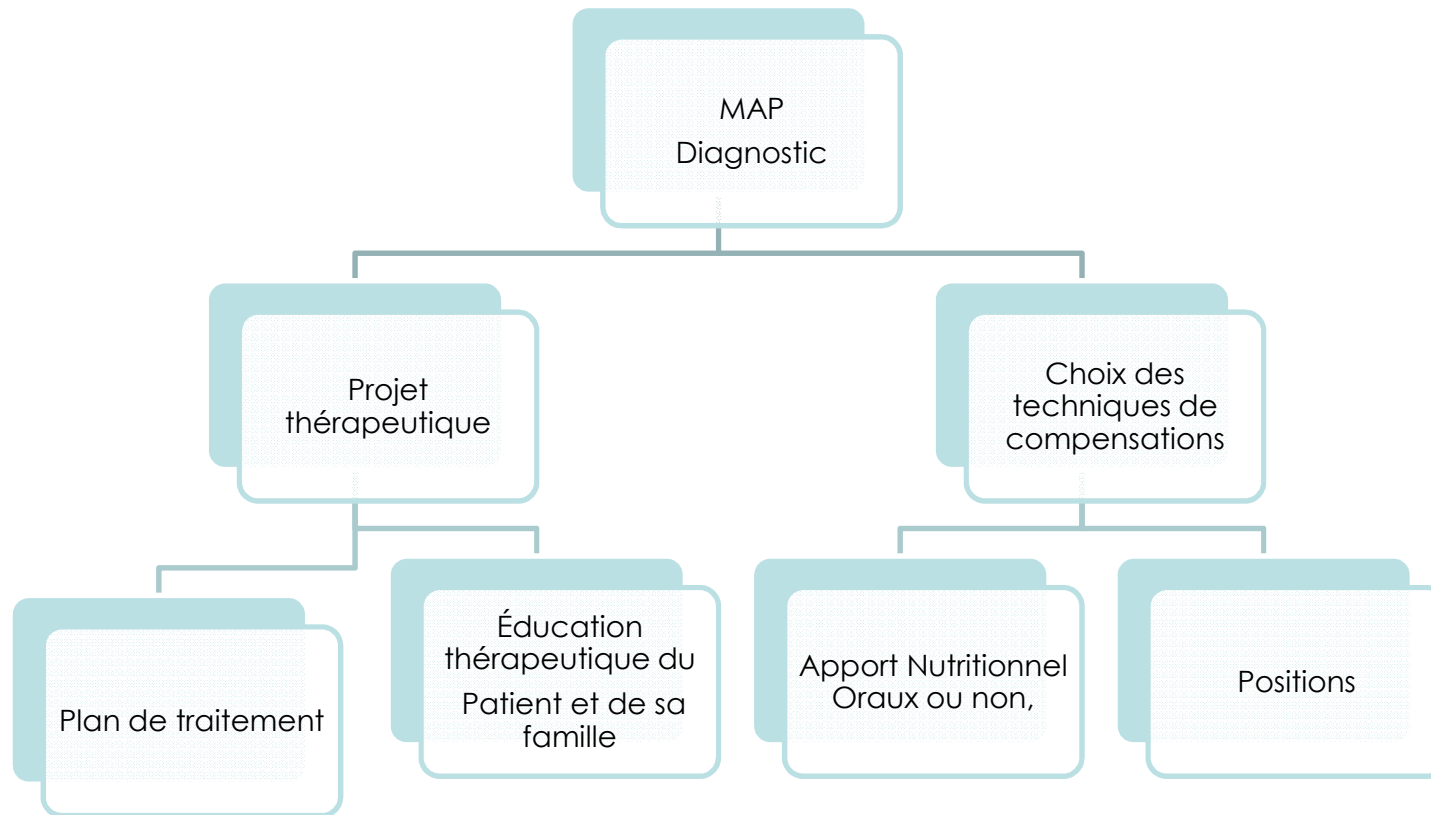 MAP
Diagnostic
Projet
thérapeutique
Choix des
techniques de
compensations
Plan de traitement
Éducation
thérapeutique du
Patient et de sa
famille
Apport Nutritionnel
Oraux ou non,
Positions